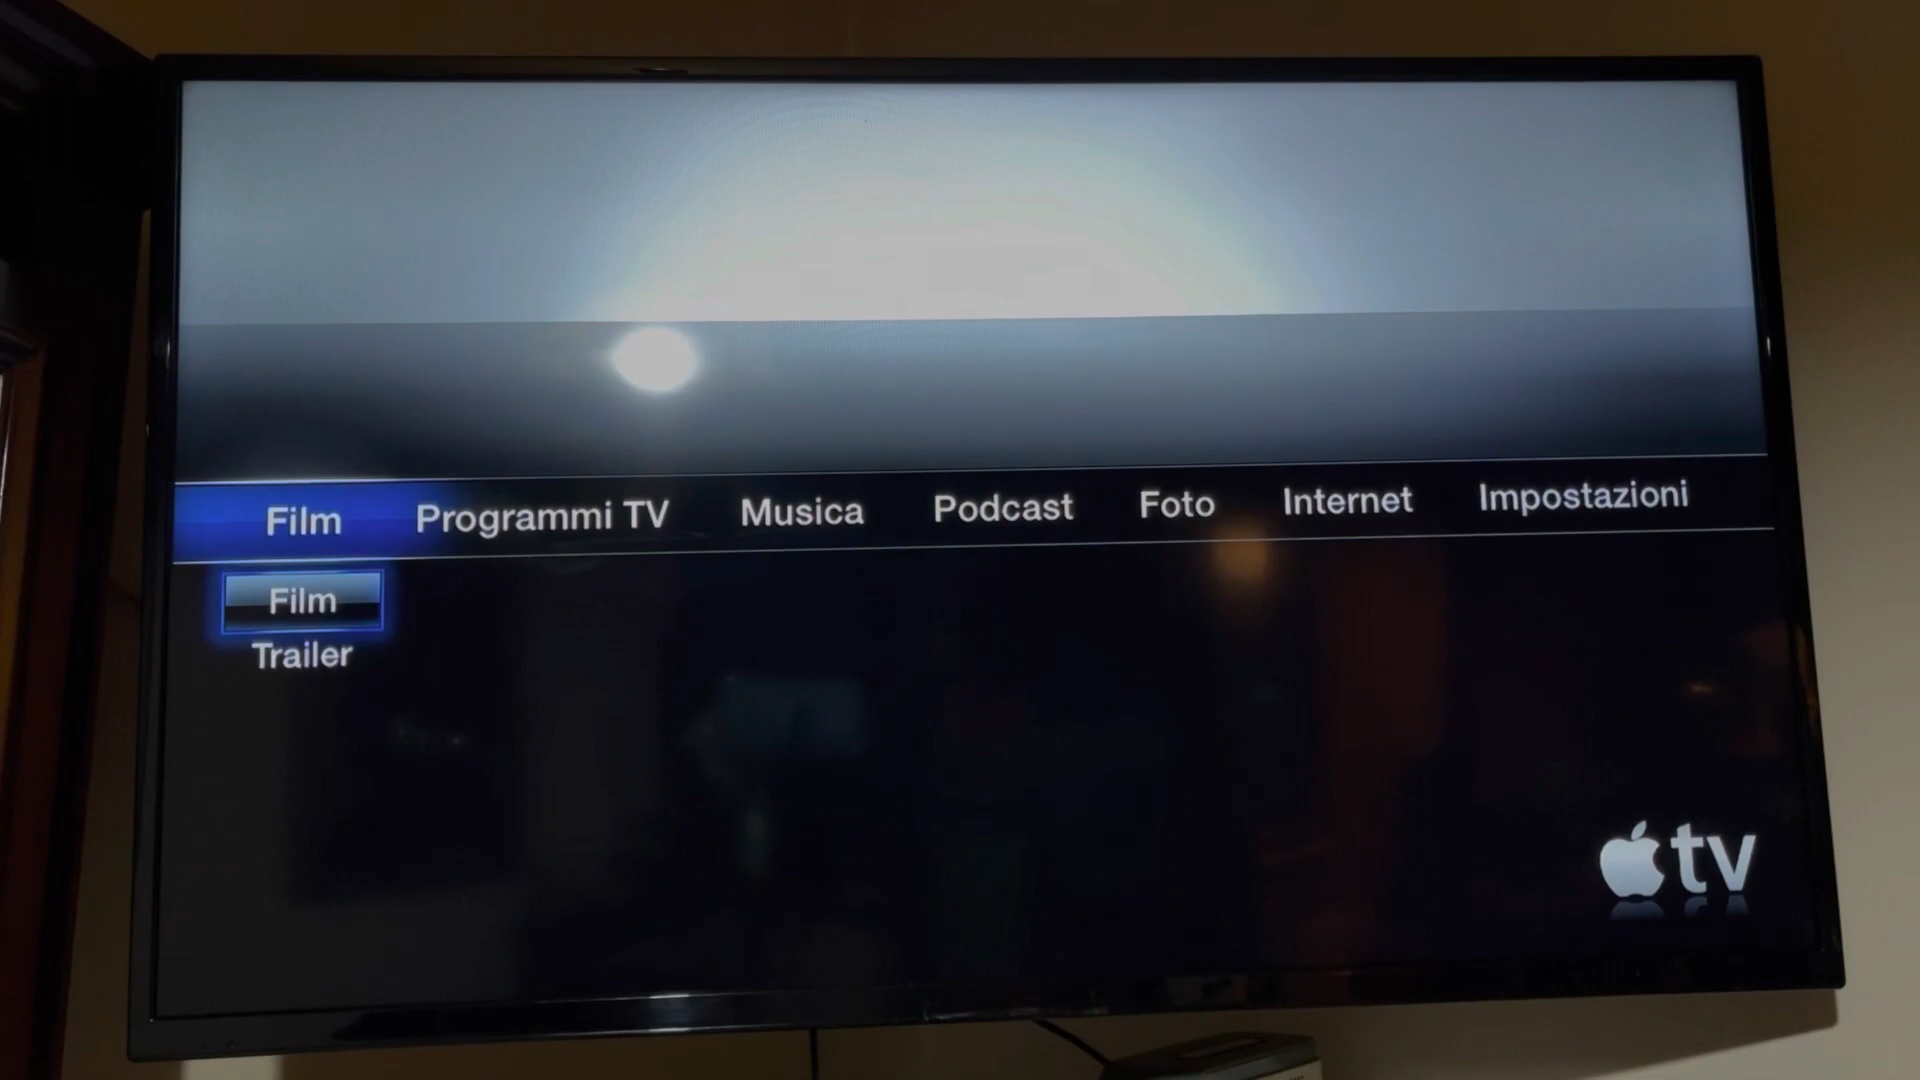 Film Programmi TV Musica Podcast Foto Internet Impostazioni
Film
Trailer
tv